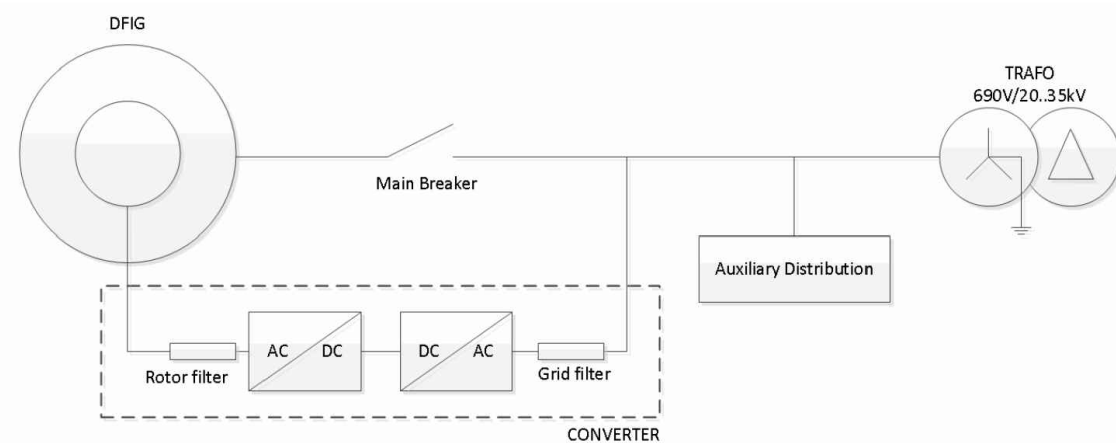 DFIG
TRAFO
690V/20..35kV
Main Breaker
Auxiliary Distribution
AC
DC
DC
AC
Rotor filter
Grid filter
CONVERTER